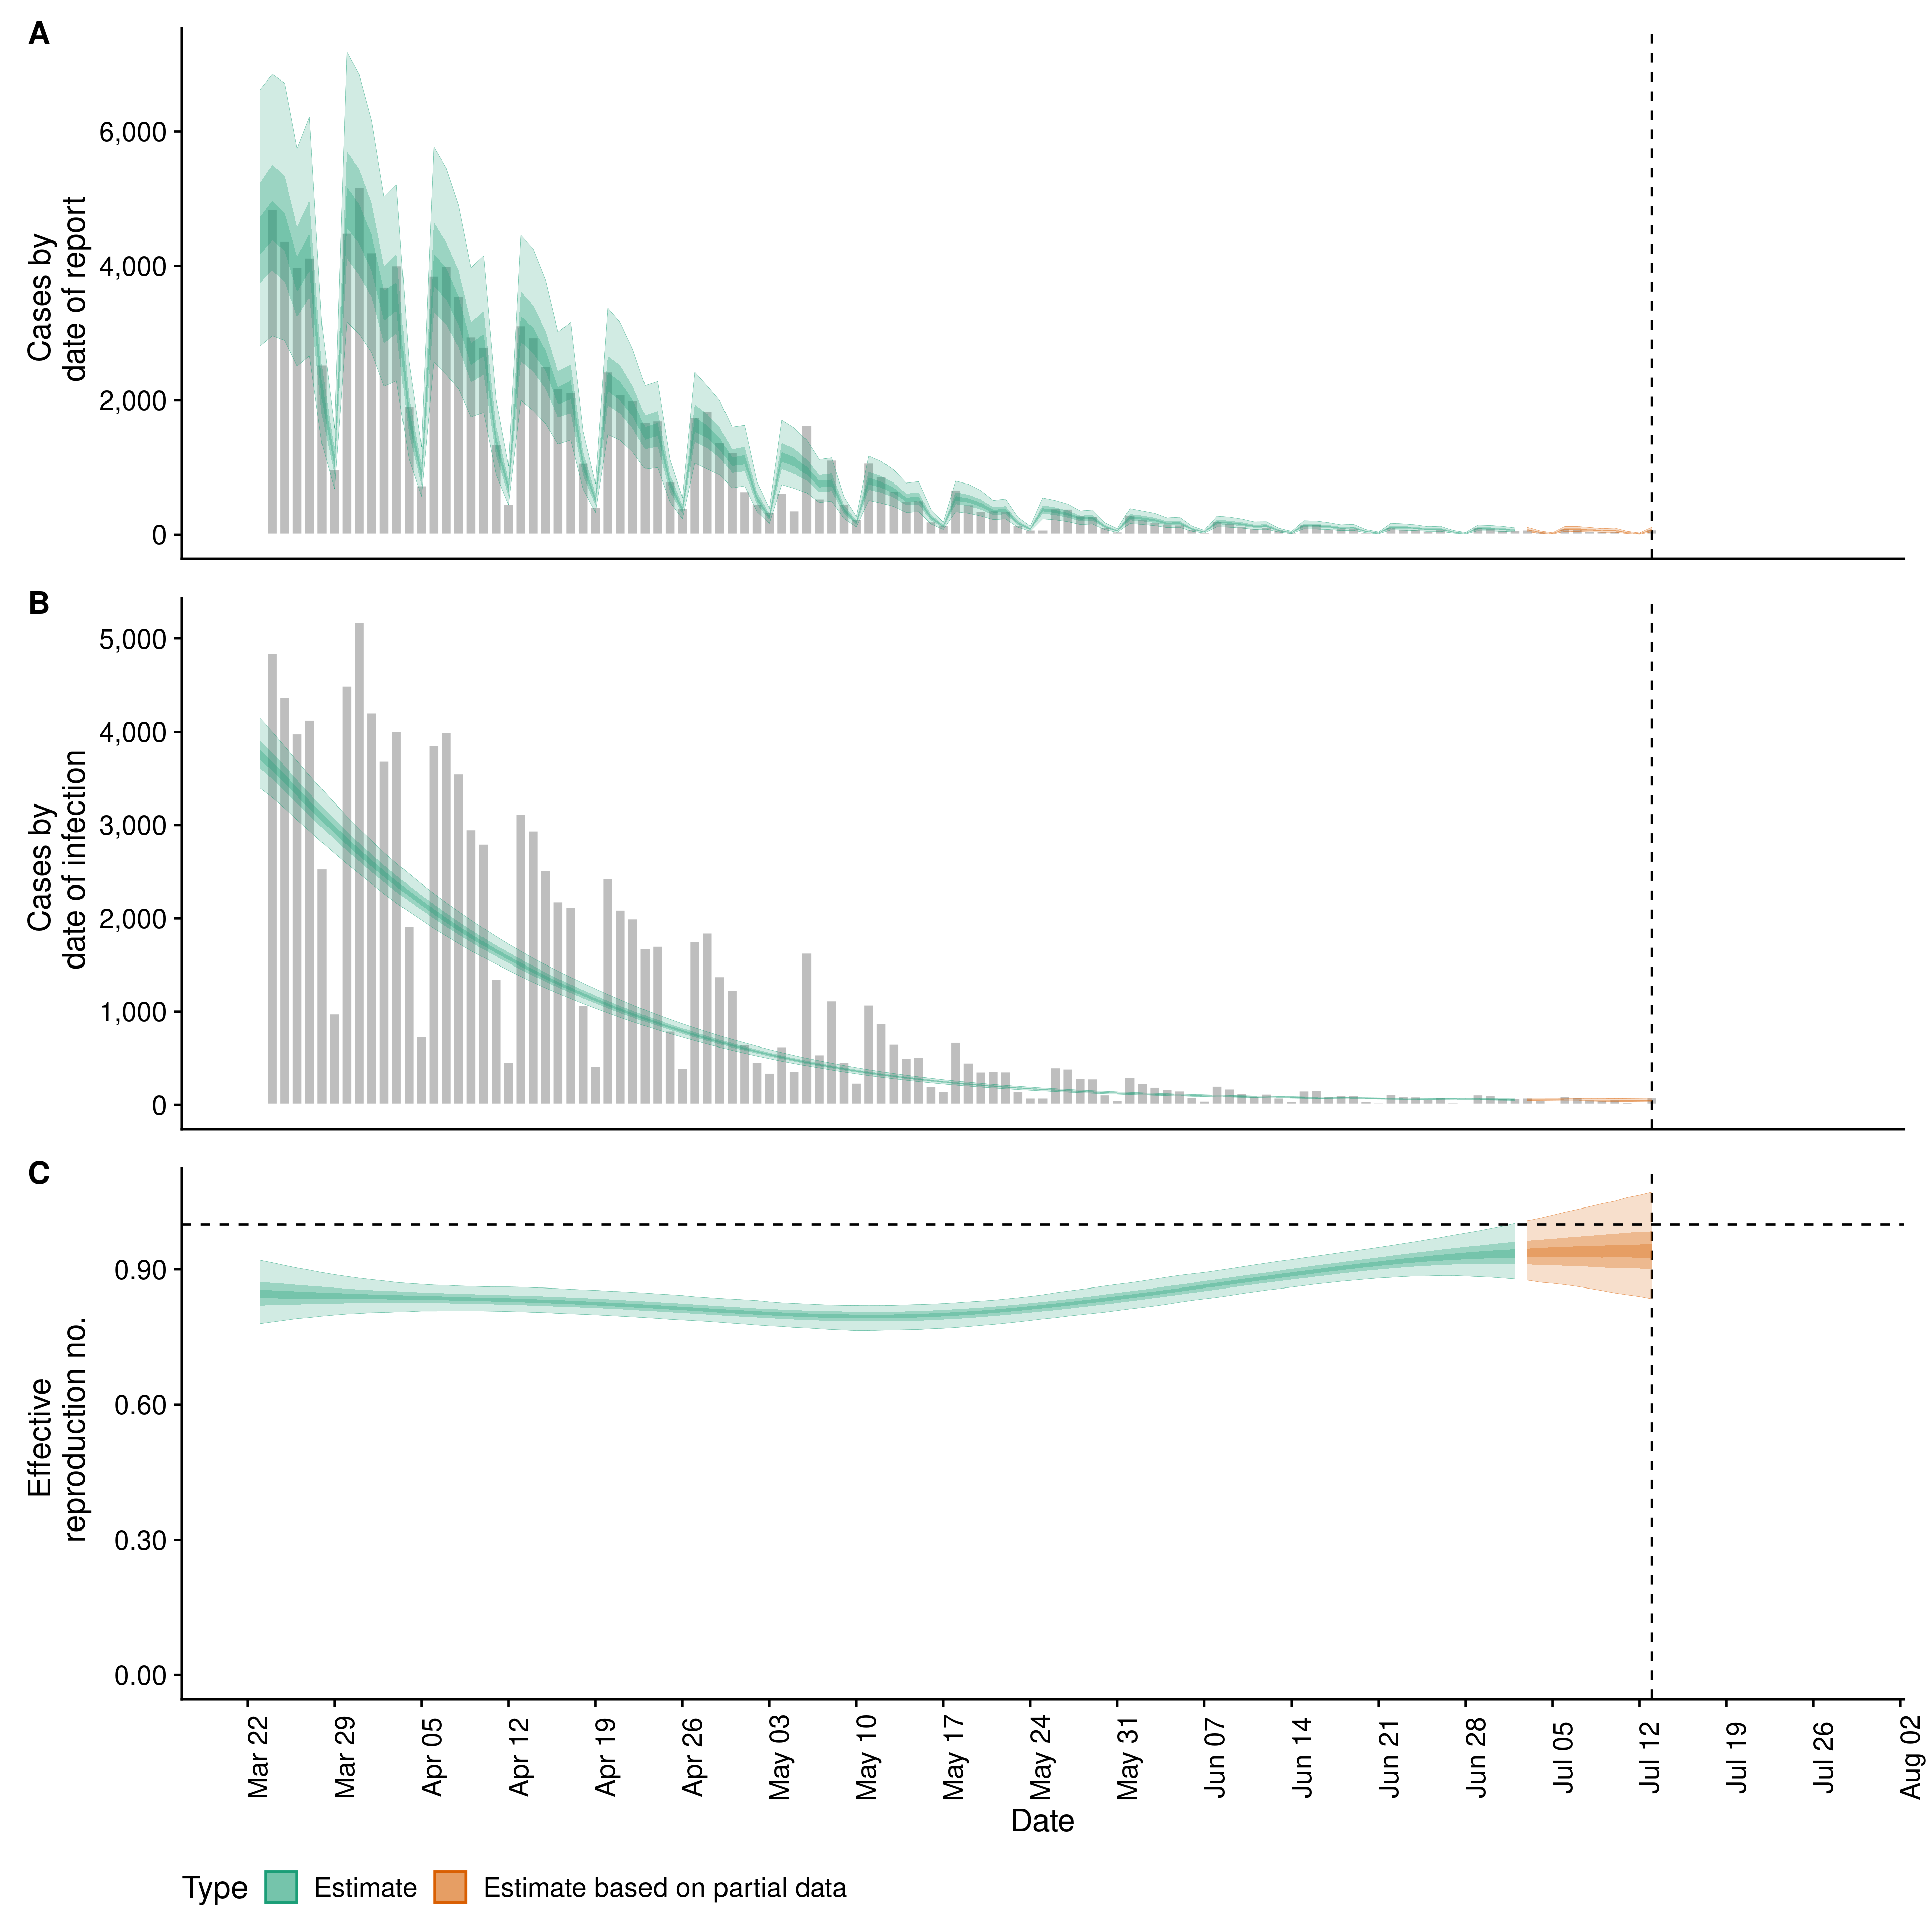 A
Cases by
date of report
6,000
4,000
2,000
0
B
Cases by
date of infection
5,000
4,000
3,000
2,000
1,000
0
C
Effective
reproduction no.
0.90
0.60
0.30
0.00
Mar 22
Mar 29
Apr 05
Apr 12
Apr 19
Apr 26
May 03
May 10
May 17
May 24
May 31
Jun 07
Jun 14
Jun 21
Jun 28
Jul 05
Jul 12
Jul 19
Jul 26
Aug 02
Date
Type Estimate Estimate based on partial data